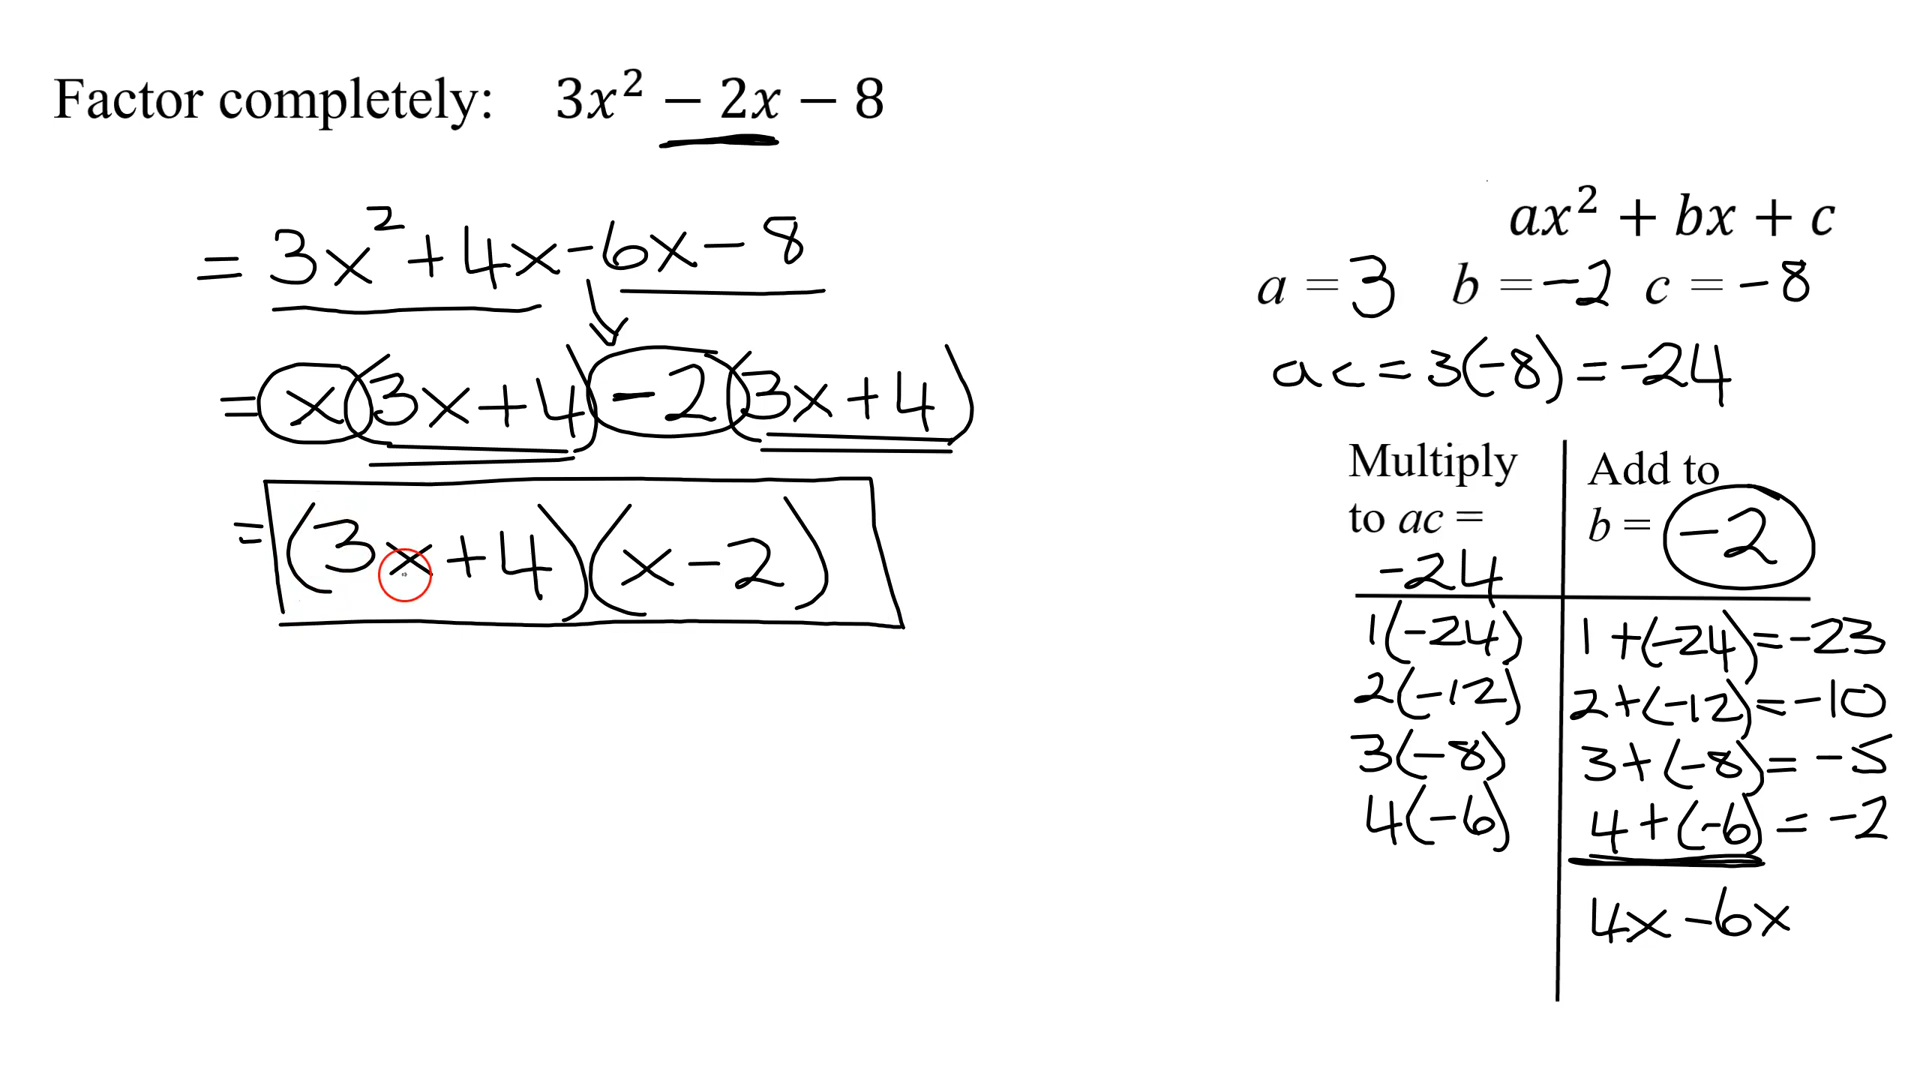 Factor completely: 3x² − 2x − 8
= 3x² + 4x − 6x − 8
= x(3x + 4) − 2(3x + 4)
= (3x + 4)(x − 2)
ax² + bx + c
a = 3 b = −2 c = −8
ac = 3(−8) = −24
Multiply
to ac =
−24
1(−24)
2(−12)
3(−8)
4(−6)
Add to
b = −2
1 + (−24) = −23
2 + (−12) = −10
3 + (−8) = −5
4 + (−6) = −2
4x − 6x